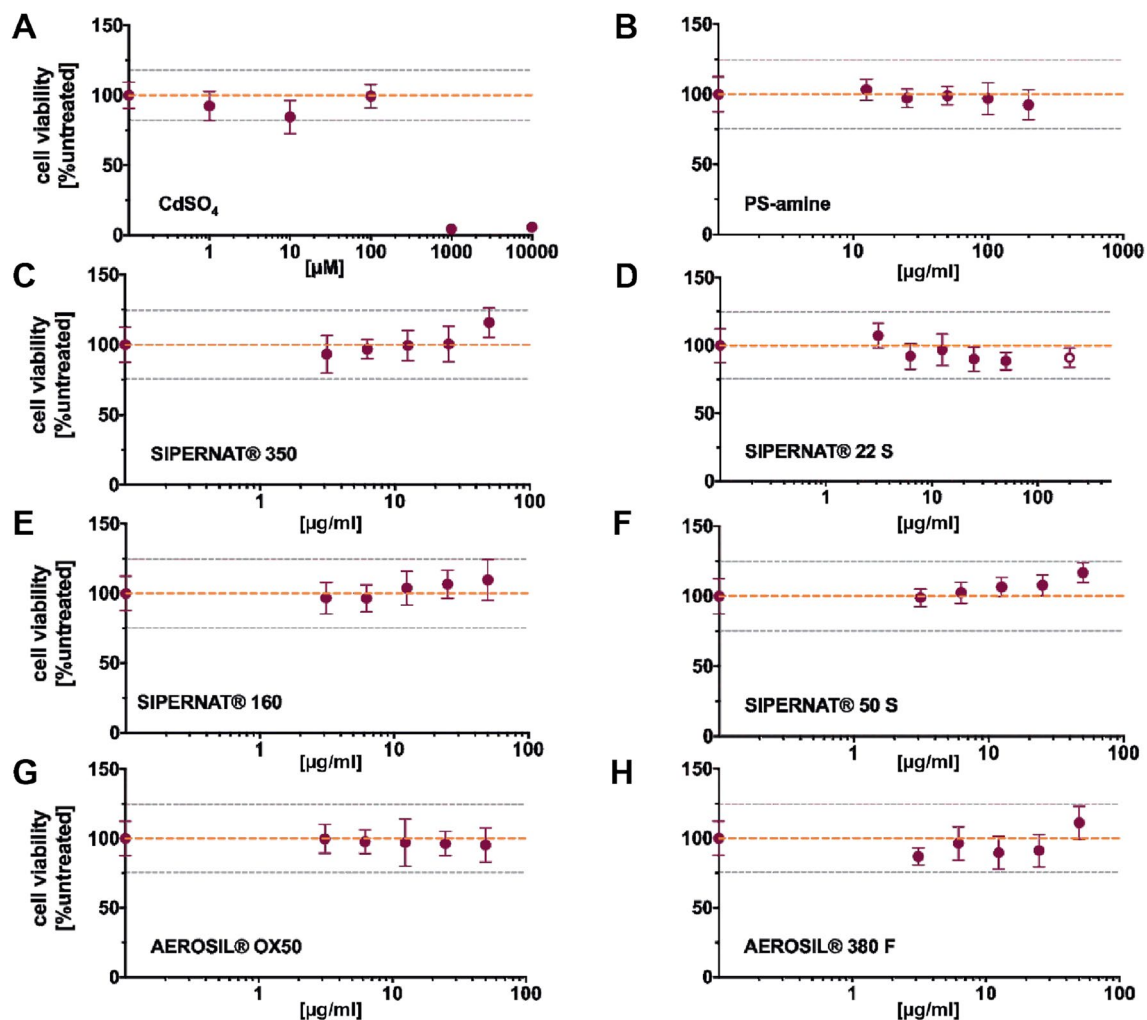 A
cell viability
[%untreated]
150
100
50
0
CdSO₄
1 10 100 1000 10000
[µM]
B
150
100
50
0
PS-amine
10 100 1000
[µg/ml]
C
cell viability
[%untreated]
150
100
50
0
SIPERNAT® 350
1 10 100
[µg/ml]
D
150
100
50
0
SIPERNAT® 22 S
1 10 100
[µg/ml]
E
cell viability
[%untreated]
150
100
50
0
SIPERNAT® 160
1 10 100
[µg/ml]
F
150
100
50
0
SIPERNAT® 50 S
1 10 100
[µg/ml]
G
cell viability
[%untreated]
150
100
50
0
AEROSIL® OX50
1 10 100
[µg/ml]
H
150
100
50
0
AEROSIL® 380 F
1 10 100
[µg/ml]